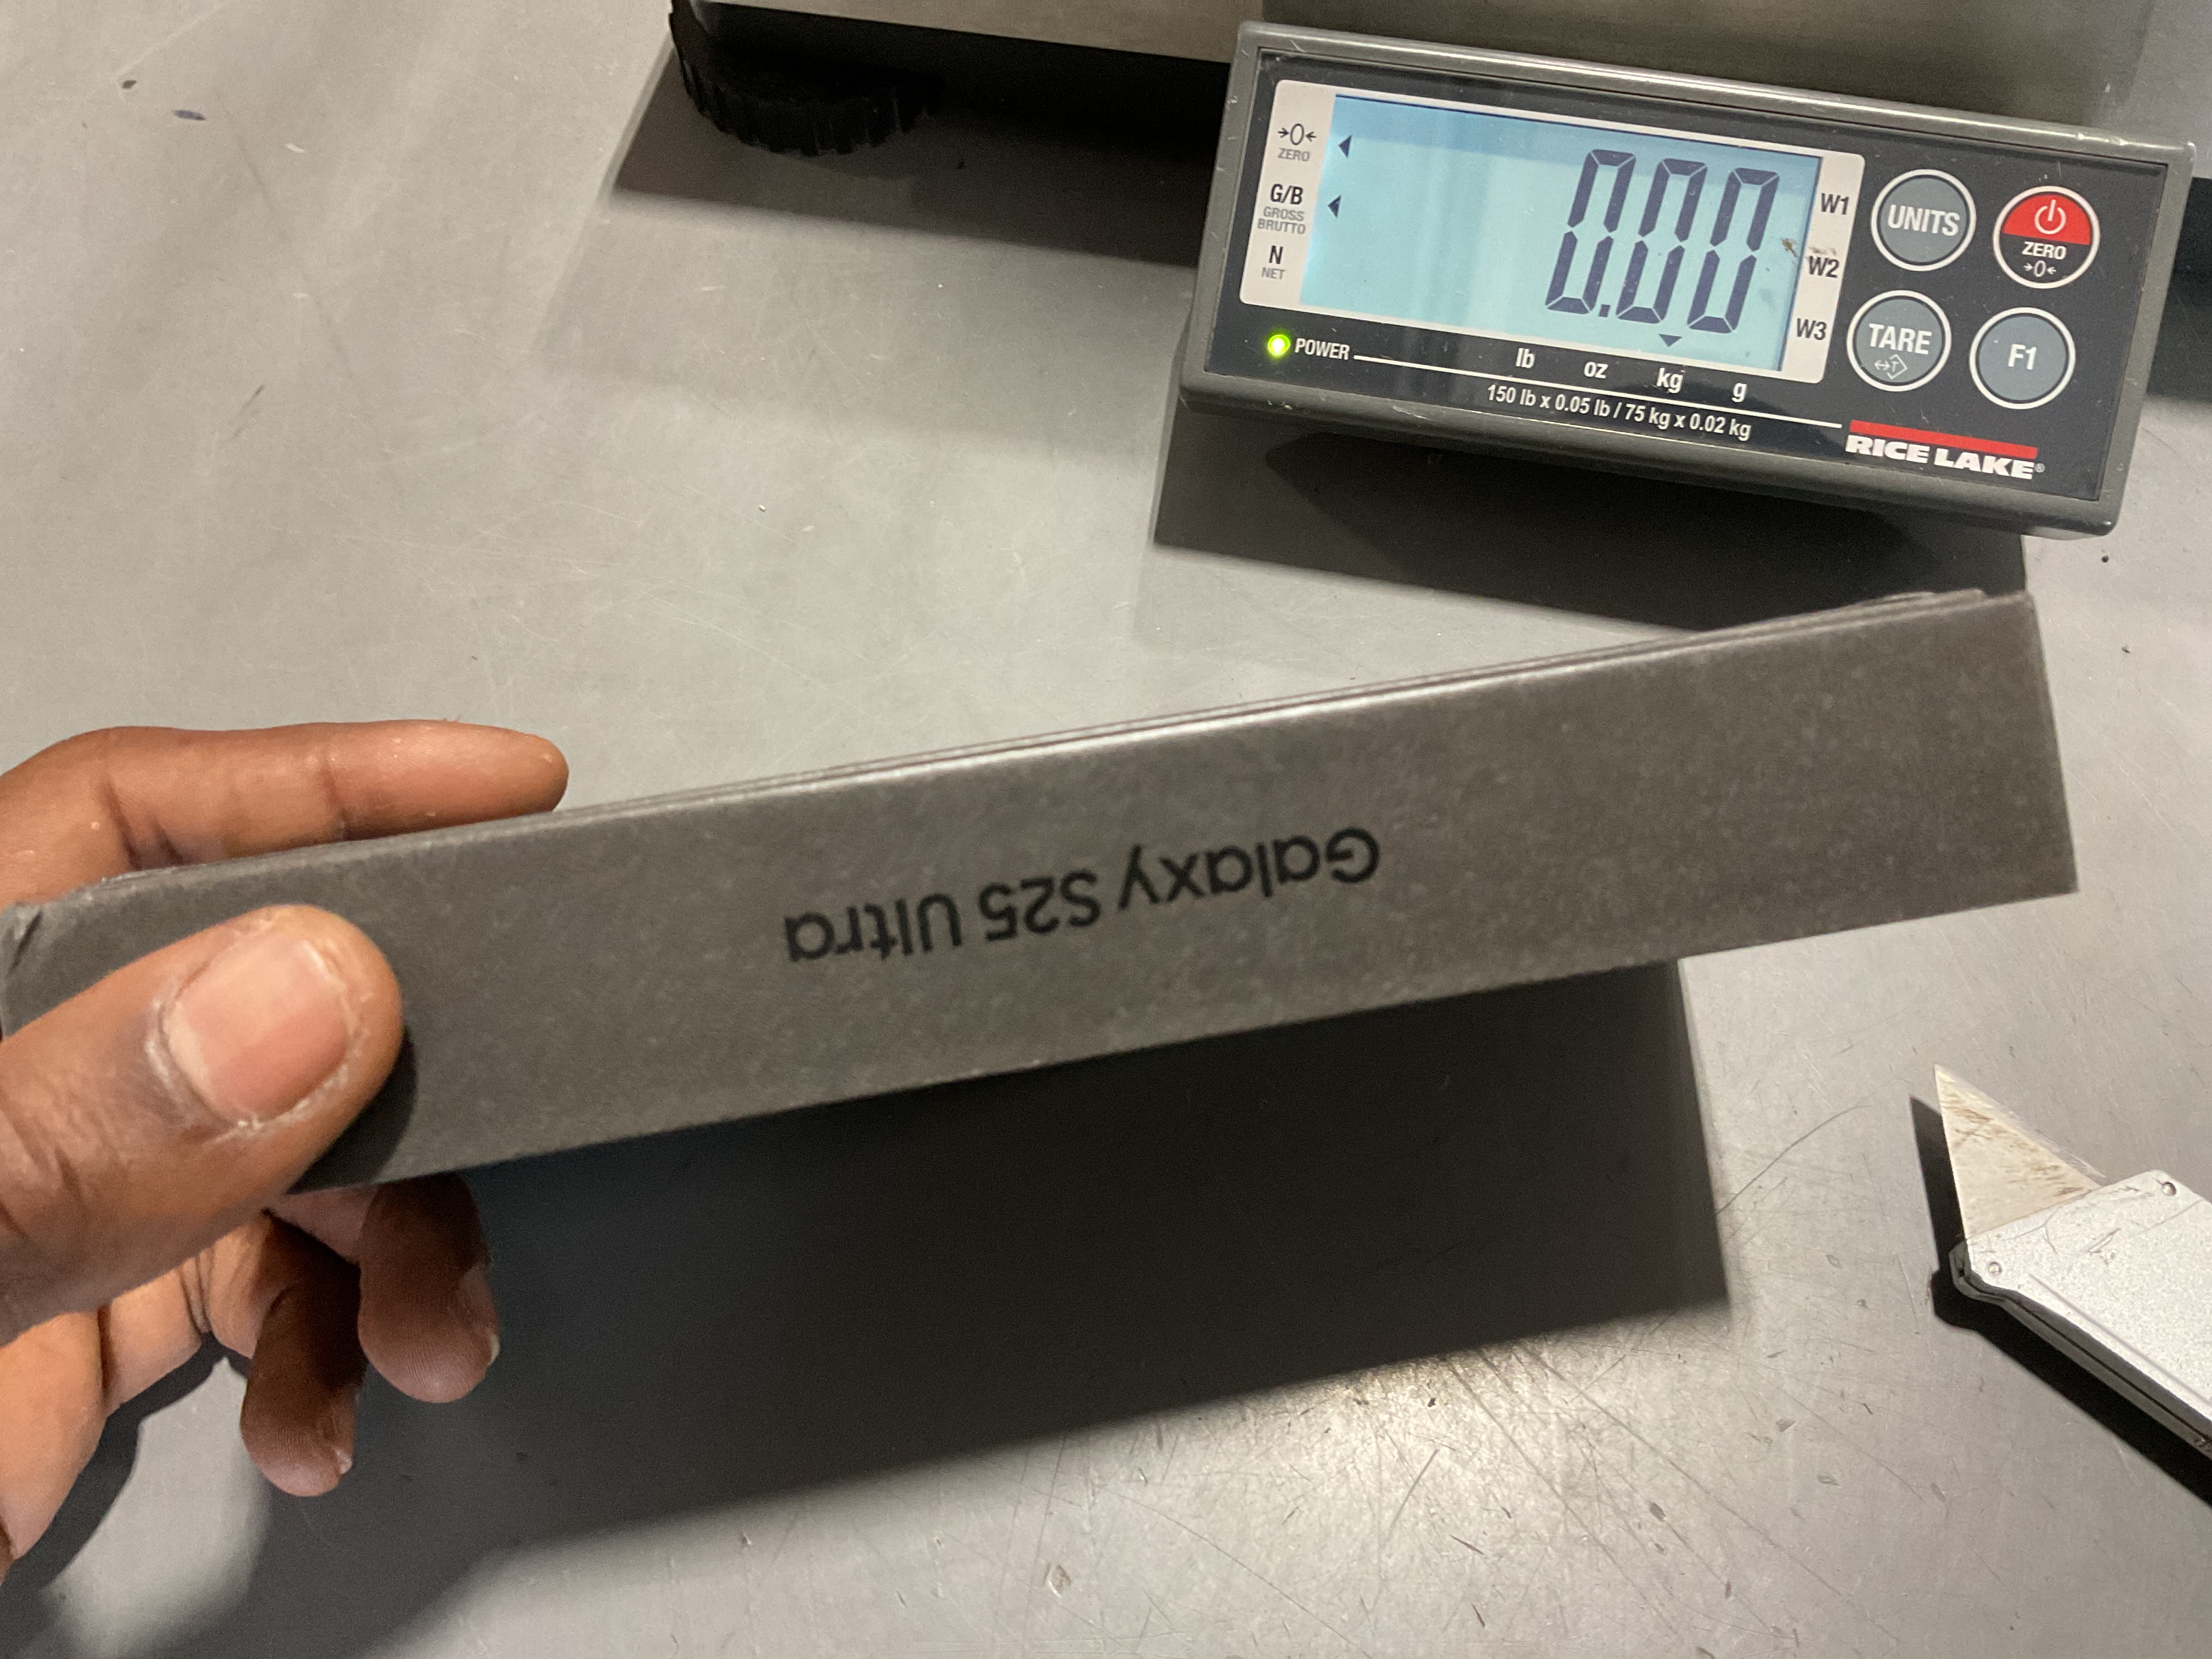 →0←
ZERO
G/B
GROSS
BRUTTO
N
NET
0.00
W1
W2
W3
UNITS
ZERO
→0←
TARE
T
F1
POWER
lb oz kg g
150 lb x 0.05 lb / 75 kg x 0.02 kg
RICE LAKE®
Galaxy S25 Ultra